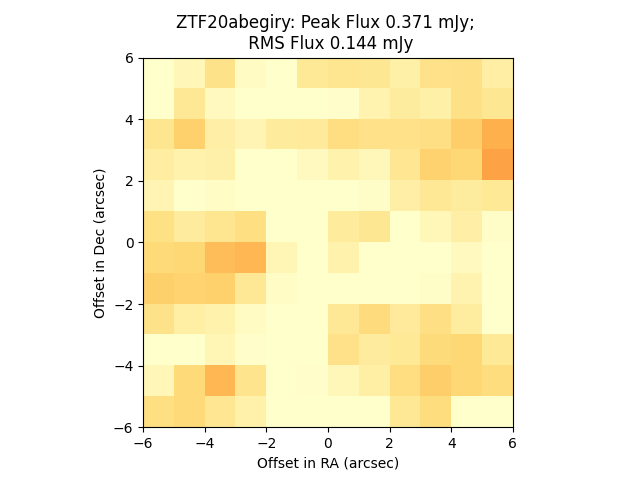 ZTF20abegiry: Peak Flux 0.371 mJy;
RMS Flux 0.144 mJy
6
4
2
0
−2
−4
−6
Offset in Dec (arcsec)
−6 −4 −2 0 2 4 6
Offset in RA (arcsec)